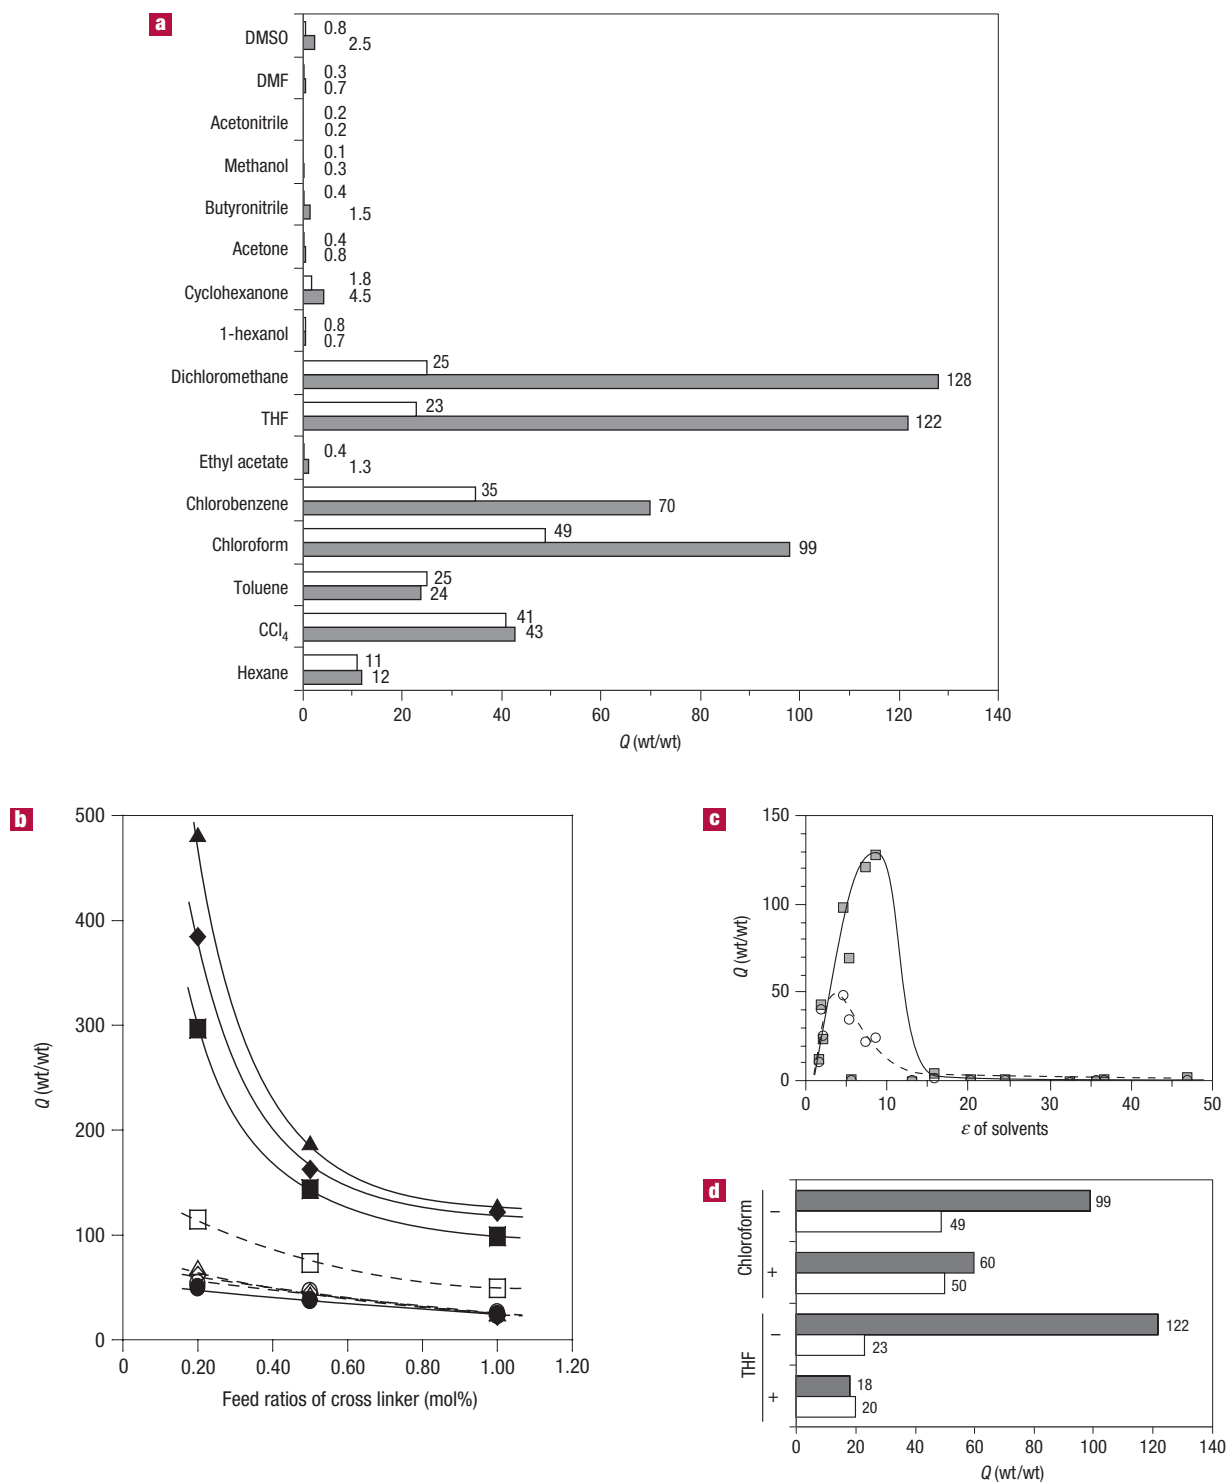 a
DMSO 0.8
2.5
DMF 0.3
0.7
Acetonitrile 0.2
0.2
Methanol 0.1
0.3
Butyronitrile 0.4
1.5
Acetone 0.4
0.8
Cyclohexanone 1.8
4.5
1-hexanol 0.8
0.7
Dichloromethane 25
128
THF 23
122
Ethyl acetate 0.4
1.3
Chlorobenzene 35
70
Chloroform 49
99
Toluene 25
24
CCl₄ 41
43
Hexane 11
12
0 20 40 60 80 100 120 140
Q (wt/wt)
b
500
400
300
200
100
0
Q (wt/wt)
0 0.20 0.40 0.60 0.80 1.00 1.20
Feed ratios of cross linker (mol%)
c
150
100
50
0
Q (wt/wt)
0 10 20 30 40 50
ε of solvents
d
Chloroform
− 99
49
+ 60
50
THF
− 122
23
+ 18
20
0 20 40 60 80 100 120 140
Q (wt/wt)